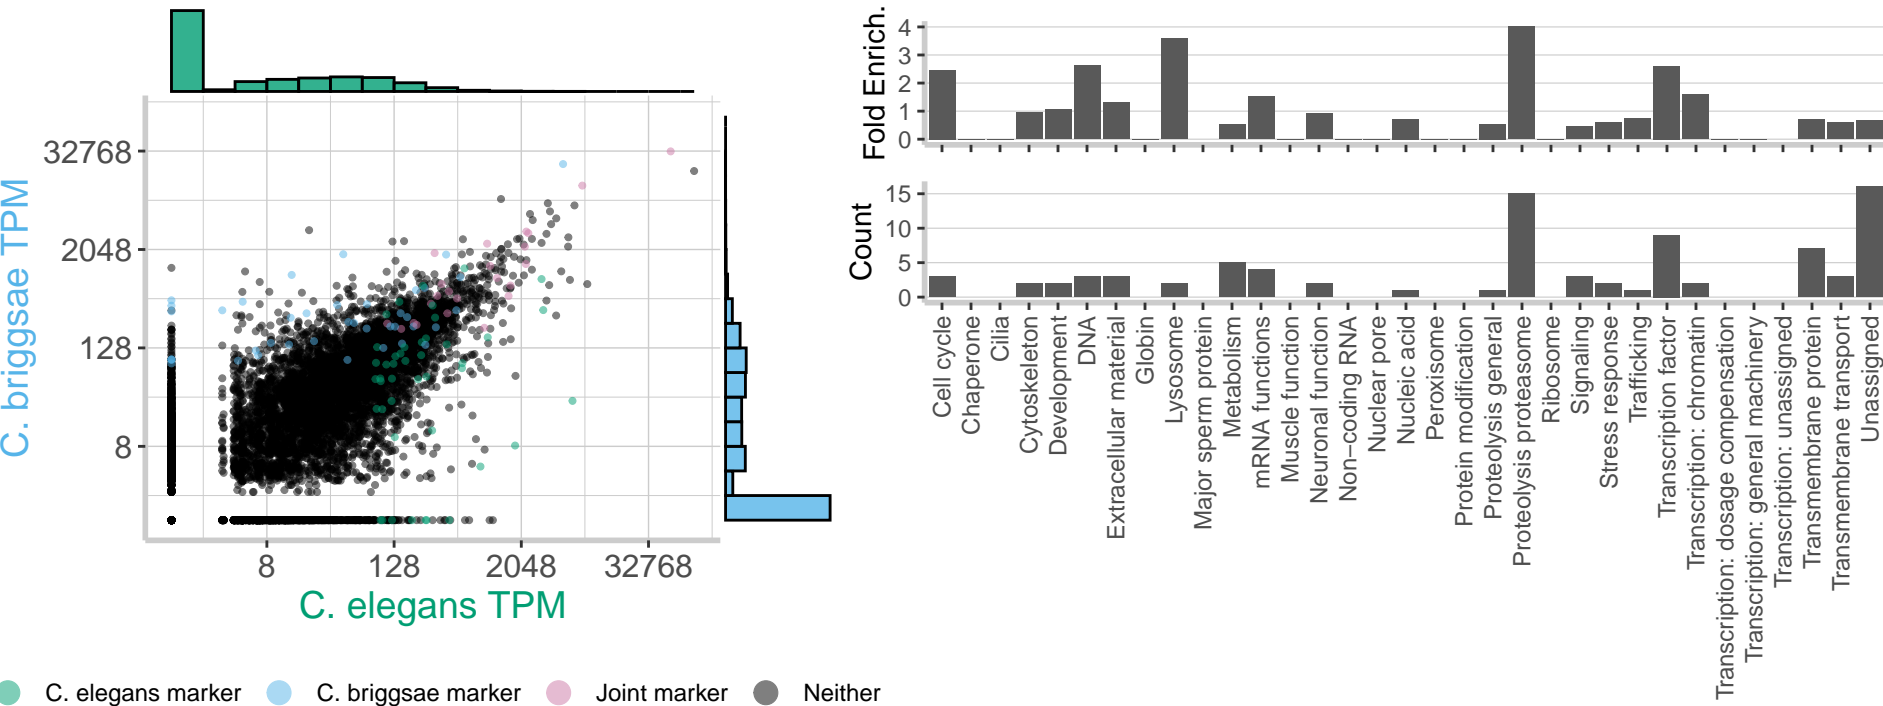 32768
2048
128
8
C. briggsae TPM
8
128
2048
32768
C. elegans TPM
C. elegans marker
C. briggsae marker
Joint marker
Neither
Fold Enrich.
4
3
2
1
0
Count
15
10
5
0
Cell cycle
Chaperone
Cilia
Cytoskeleton
Development
DNA
Extracellular material
Globin
Lysosome
Major sperm protein
Metabolism
mRNA functions
Muscle function
Neuronal function
Non−coding RNA
Nuclear pore
Nucleic acid
Peroxisome
Protein modification
Proteolysis general
Proteolysis proteasome
Ribosome
Signaling
Stress response
Trafficking
Transcription factor
Transcription: chromatin
Transcription: dosage compensation
Transcription: general machinery
Transcription: unassigned
Transmembrane protein
Transmembrane transport
Unassigned